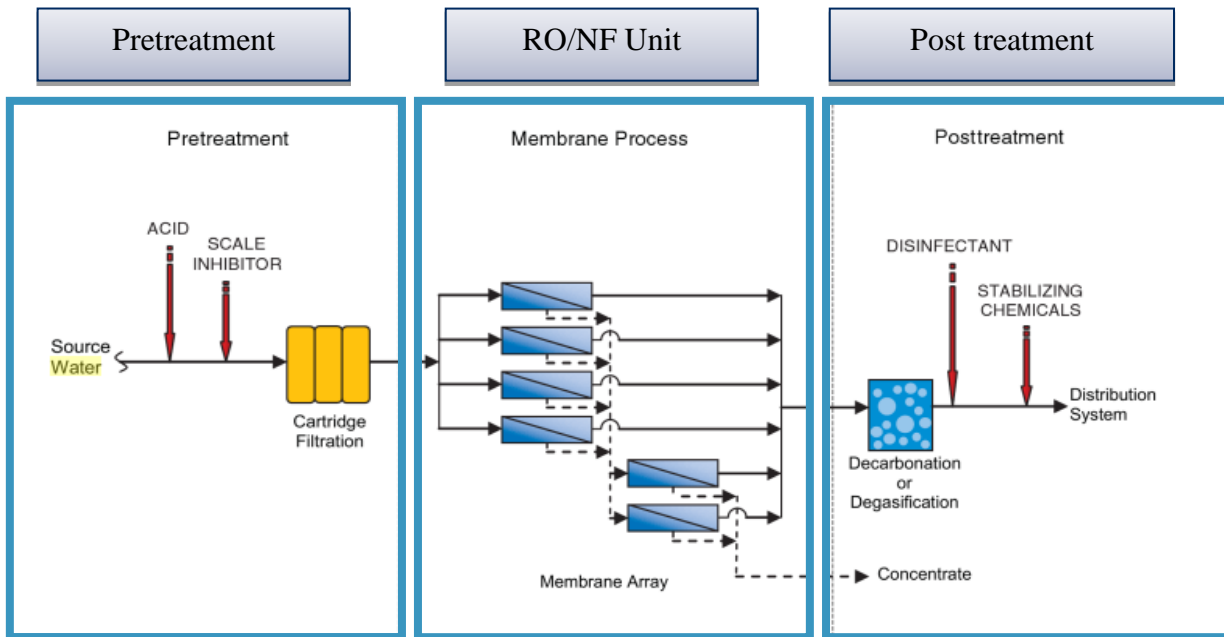 Pretreatment
RO/NF Unit
Post treatment
Pretreatment
ACID
SCALE
INHIBITOR
Source
Water
Cartridge
Filtration
Membrane Process
Membrane Array
Posttreatment
DISINFECTANT
STABILIZING
CHEMICALS
Distribution
System
Decarbonation
or
Degasification
Concentrate